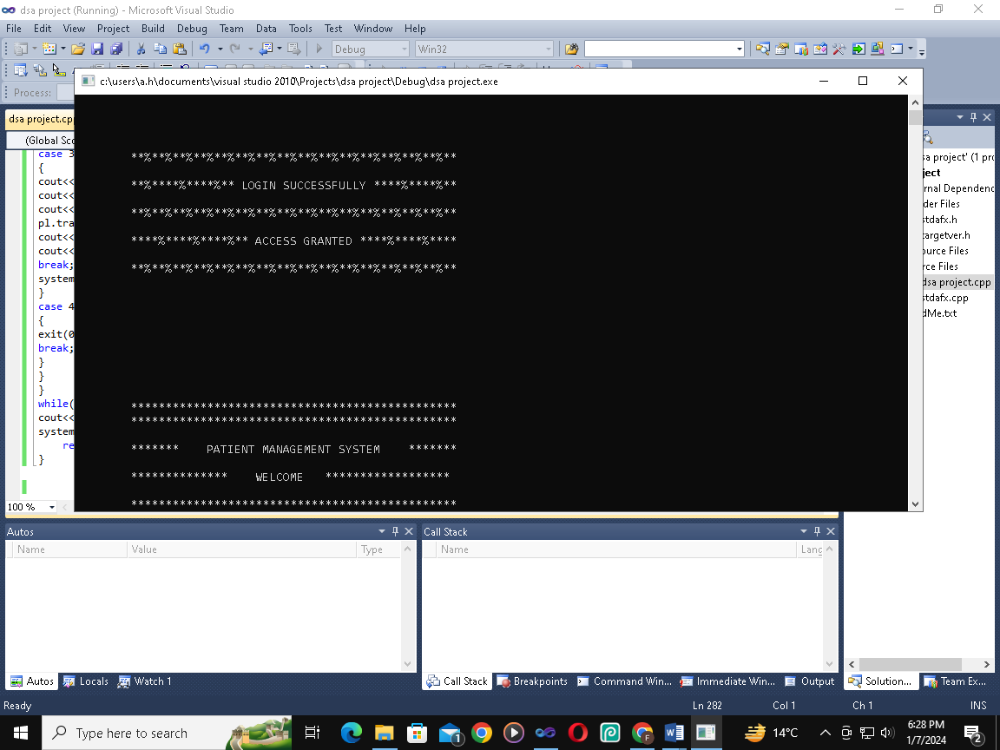 dsa project (Running) - Microsoft Visual Studio
File Edit View Project Build Debug Team Data Tools Test Window Help
Debug Win32
Process:
c:\users\a.h\documents\visual studio 2010\Projects\dsa project\Debug\dsa project.exe
dsa project.cpp
(Global Sco
**%**%**%**%**%**%**%**%**%**%**%**%**%**%**%**
**%****%****%** LOGIN SUCCESSFULLY ****%****%**
**%**%**%**%**%**%**%**%**%**%**%**%**%**%**%**
****%****%****%** ACCESS GRANTED ****%****%****
**%**%**%**%**%**%**%**%**%**%**%**%**%**%**%**
***********************************************
***********************************************
******* PATIENT MANAGEMENT SYSTEM *******
************** WELCOME ******************
***********************************************
case 3
{
cout<<
cout<<
cout<<
pl.tra
cout<<
cout<<
break;
system
}
case 4
{
exit(0
break;
}
}
}
while(
cout<<
system
re
}
100 %
sa project' (1 pro
ject
rnal Dependenc
der Files
stdafx.h
targetver.h
ource Files
rce Files
dsa project.cpp
stdafx.cpp
dMe.txt
Autos
Name Value Type
Call Stack
Name Lang
Autos Locals Watch 1
Call Stack Breakpoints Command Win... Immediate Win... Output
Solution... Team Ex...
Ready Ln 282 Col 1 Ch 1 INS
Type here to search
1
14°C
6:28 PM
1/7/2024
2